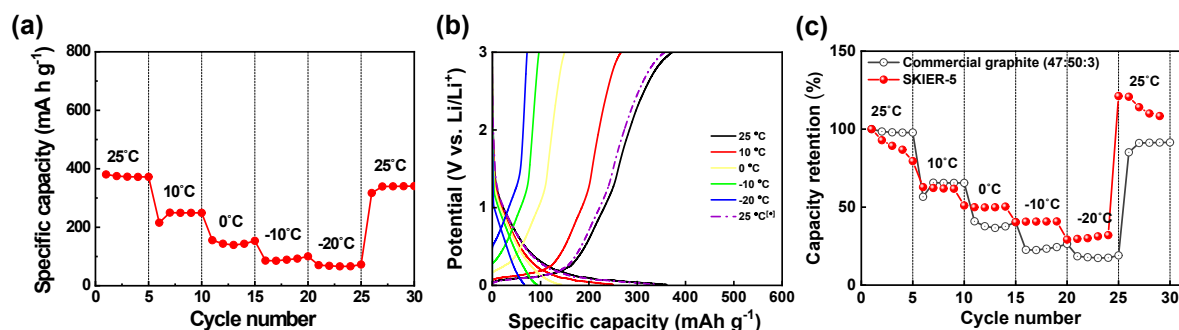 (a)
Specific capacity (mA h g⁻¹)
800
600
400
200
0
25°C
10°C
0°C
-10°C
-20°C
25°C
0 5 10 15 20 25 30
Cycle number
(b)
Potential (V vs. Li/Li⁺)
3
2
1
0
25 °C
10 °C
0 °C
-10 °C
-20 °C
25 °C[*]
0 100 200 300 400 500 600
Specific capacity (mAh g⁻¹)
(c)
Capacity retention (%)
150
100
50
0
Commercial graphite (47:50:3)
SKIER-5
25°C
10°C
0°C
-10°C
-20°C
25°C
0 5 10 15 20 25 30
Cycle number